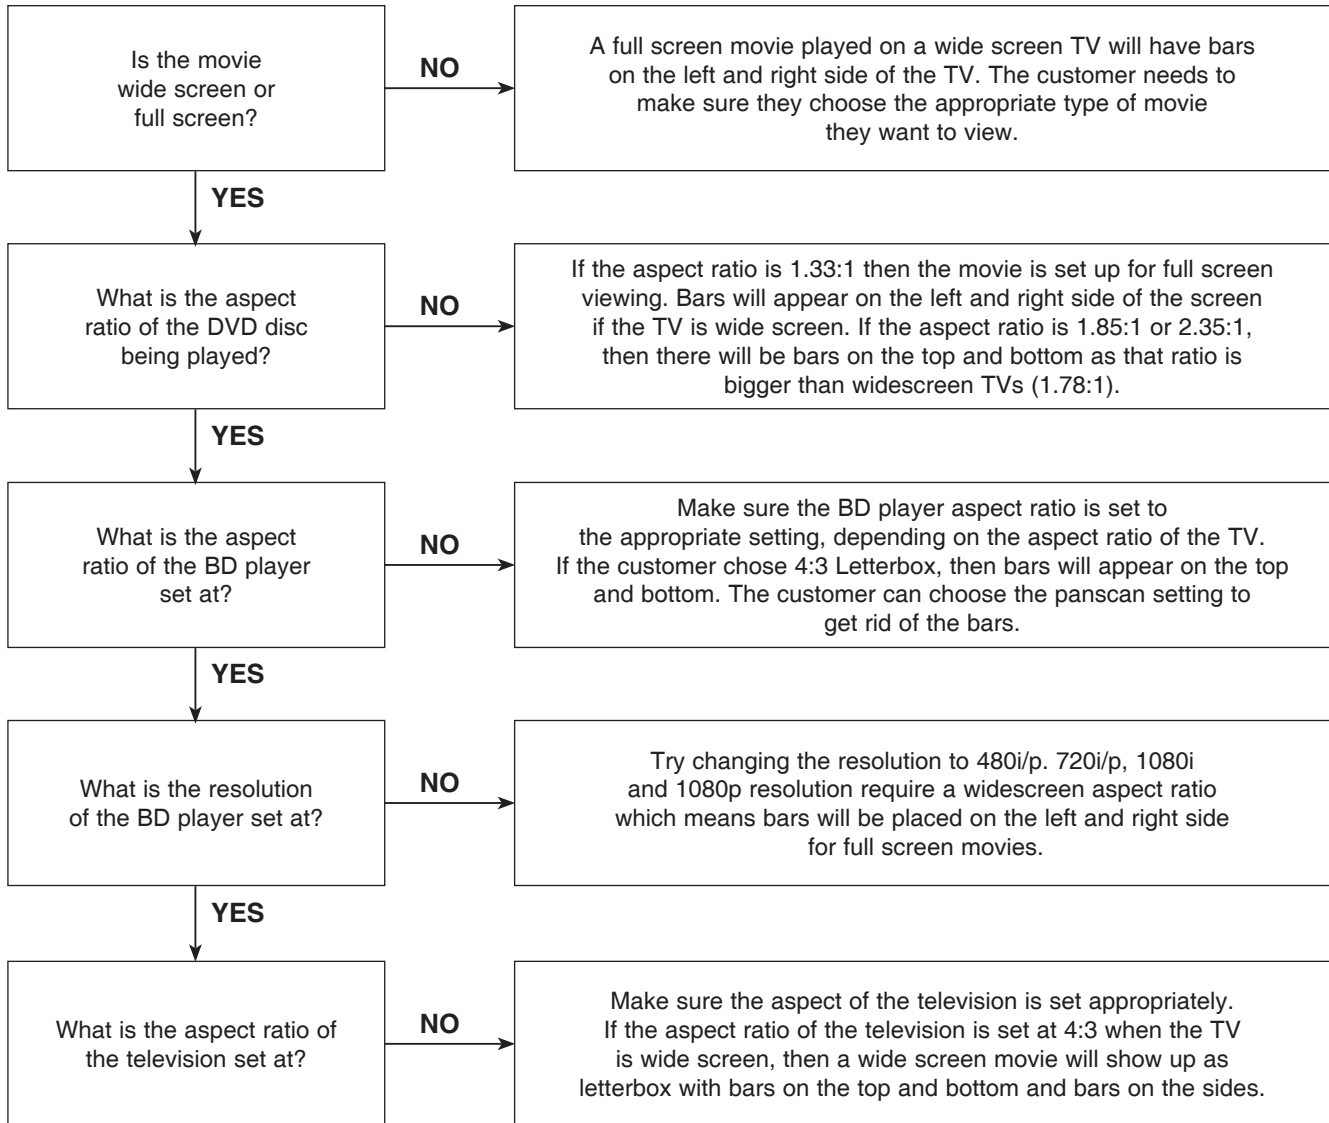 Is the movie
wide screen or
full screen?
NO
A full screen movie played on a wide screen TV will have bars
on the left and right side of the TV. The customer needs to
make sure they choose the appropriate type of movie
they want to view.
YES
What is the aspect
ratio of the DVD disc
being played?
NO
If the aspect ratio is 1.33:1 then the movie is set up for full screen
viewing. Bars will appear on the left and right side of the screen
if the TV is wide screen. If the aspect ratio is 1.85:1 or 2.35:1,
then there will be bars on the top and bottom as that ratio is
bigger than widescreen TVs (1.78:1).
YES
What is the aspect
ratio of the BD player
set at?
NO
Make sure the BD player aspect ratio is set to
the appropriate setting, depending on the aspect ratio of the TV.
If the customer chose 4:3 Letterbox, then bars will appear on the top
and bottom. The customer can choose the panscan setting to
get rid of the bars.
YES
What is the resolution
of the BD player set at?
NO
Try changing the resolution to 480i/p. 720i/p, 1080i
and 1080p resolution require a widescreen aspect ratio
which means bars will be placed on the left and right side
for full screen movies.
YES
What is the aspect ratio of
the television set at?
NO
Make sure the aspect of the television is set appropriately.
If the aspect ratio of the television is set at 4:3 when the TV
is wide screen, then a wide screen movie will show up as
letterbox with bars on the top and bottom and bars on the sides.